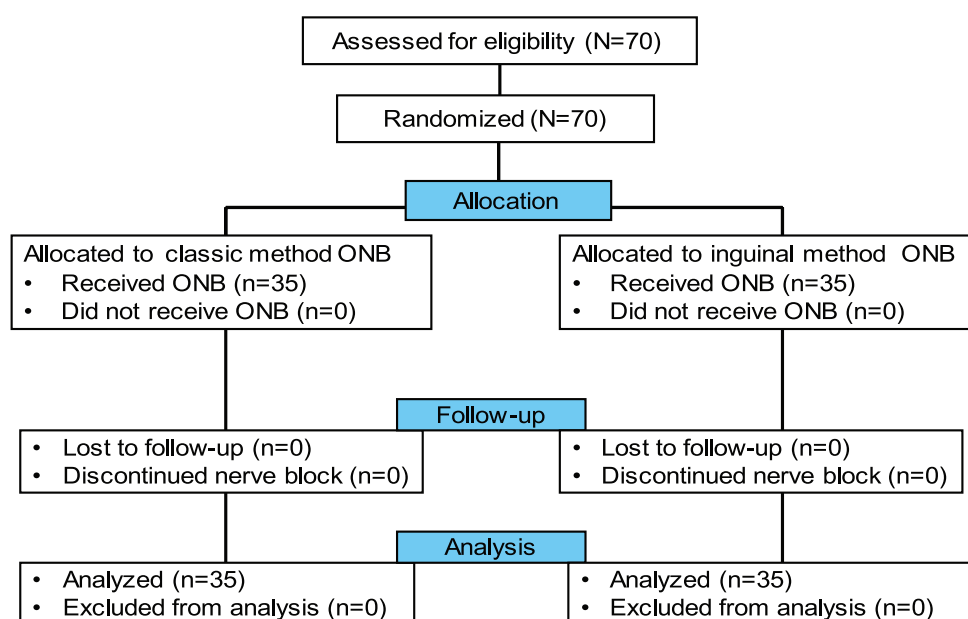 Assessed for eligibility (N=70)
Randomized (N=70)
Allocation
Allocated to classic method ONB
• Received ONB (n=35)
• Did not receive ONB (n=0)
Allocated to inguinal method ONB
• Received ONB (n=35)
• Did not receive ONB (n=0)
Follow-up
• Lost to follow-up (n=0)
• Discontinued nerve block (n=0)
• Lost to follow-up (n=0)
• Discontinued nerve block (n=0)
Analysis
• Analyzed (n=35)
• Excluded from analysis (n=0)
• Analyzed (n=35)
• Excluded from analysis (n=0)